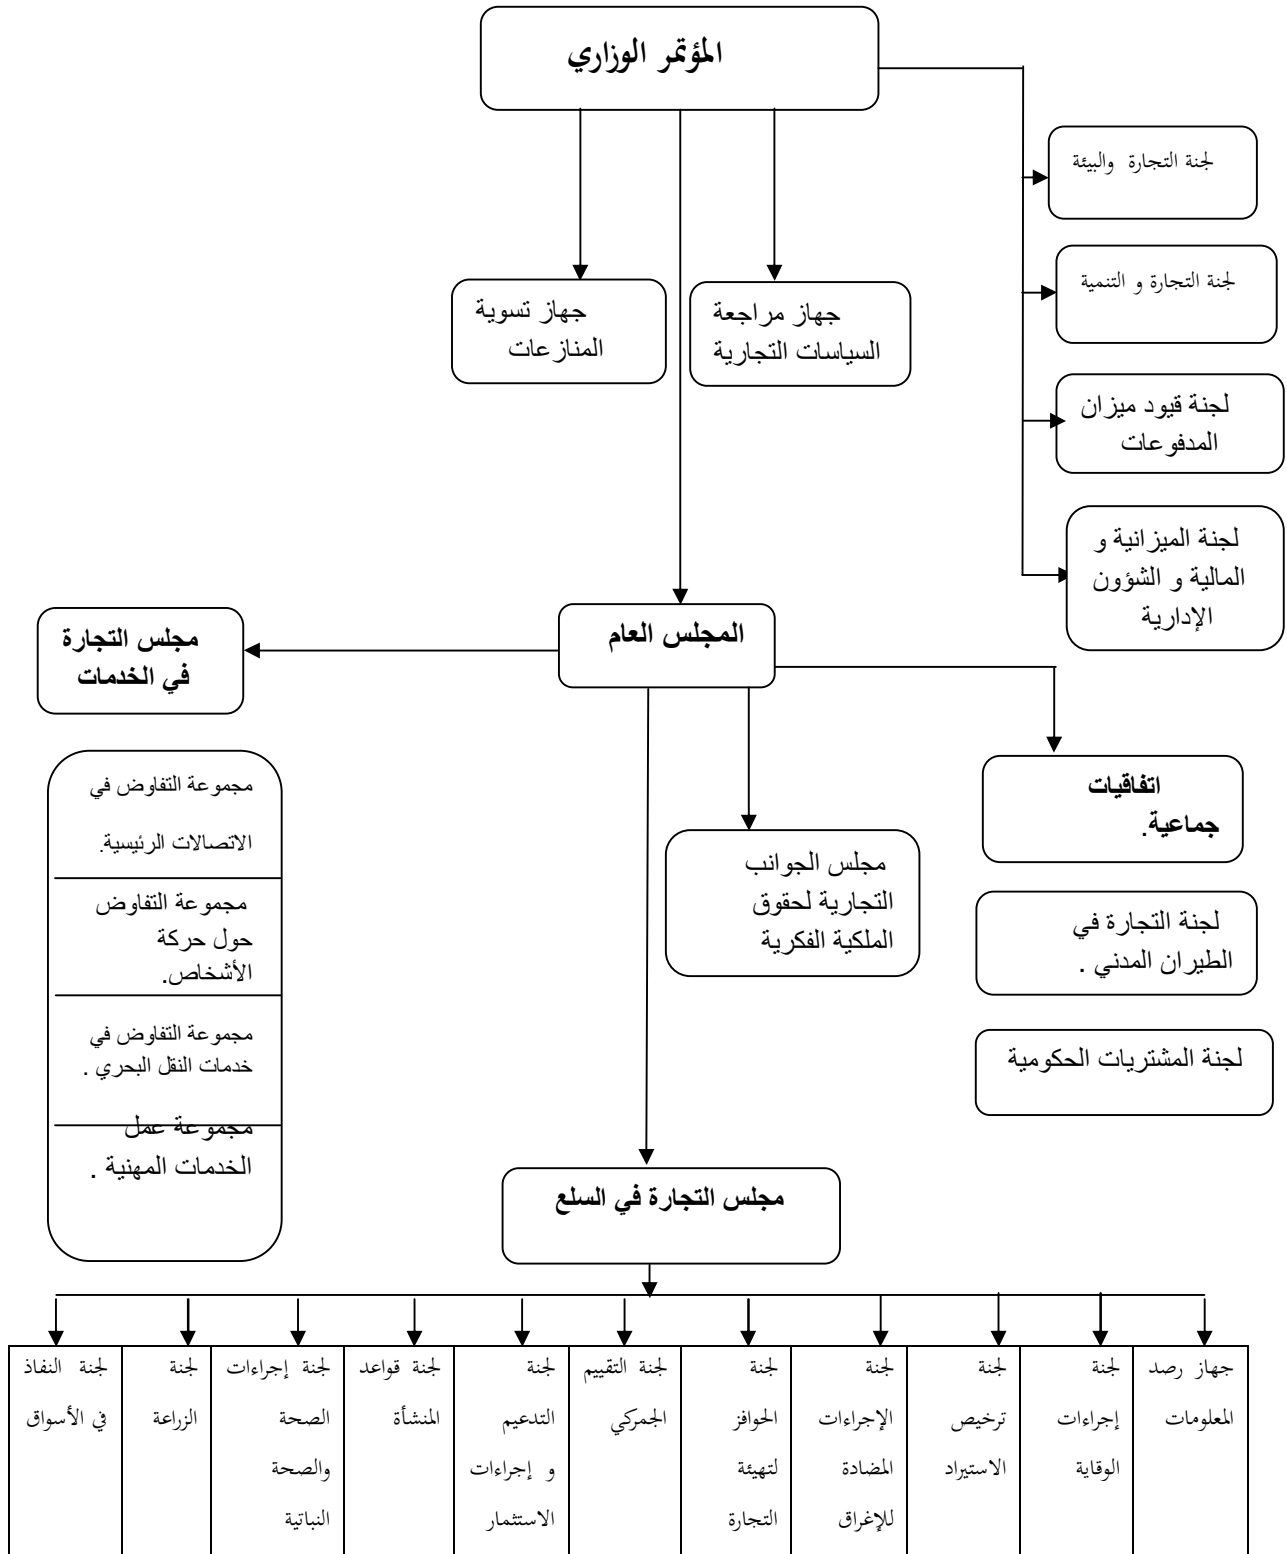 المؤتمر الوزاري
لجنة التجارة والبيئة
لجنة التجارة و التنمية
لجنة قيود ميزان
المدفوعات
لجنة الميزانية و
المالية و الشؤون
الإدارية
جهاز مراجعة
السياسات التجارية
جهاز تسوية
المنازعات
المجلس العام
مجلس التجارة
في الخدمات
اتفاقيات
جماعية.
لجنة التجارة في
الطيران المدني .
لجنة المشتريات الحكومية
مجلس الجوانب
التجارية لحقوق
الملكية الفكرية
مجموعة التفاوض في
الاتصالات الرئيسية.
مجموعة التفاوض
حول حركة
الأشخاص.
مجموعة التفاوض في
خدمات النقل البحري .
مجموعة عمل
الخدمات المهنية .
مجلس التجارة في السلع
جهاز رصد
المعلومات
لجنة
إجراءات
الوقاية
لجنة
ترخيص
الاستيراد
لجنة
الإجراءات
المضادة
للإغراق
لجنة
الحوافز
لتهيئة
التجارة
لجنة التقييم
الجمركي
لجنة
التدعيم
و إجراءات
الاستثمار
لجنة قواعد
المنشأة
لجنة إجراءات
الصحة
والصحة
النباتية
لجنة
الزراعة
لجنة النفاذ
في الأسواق